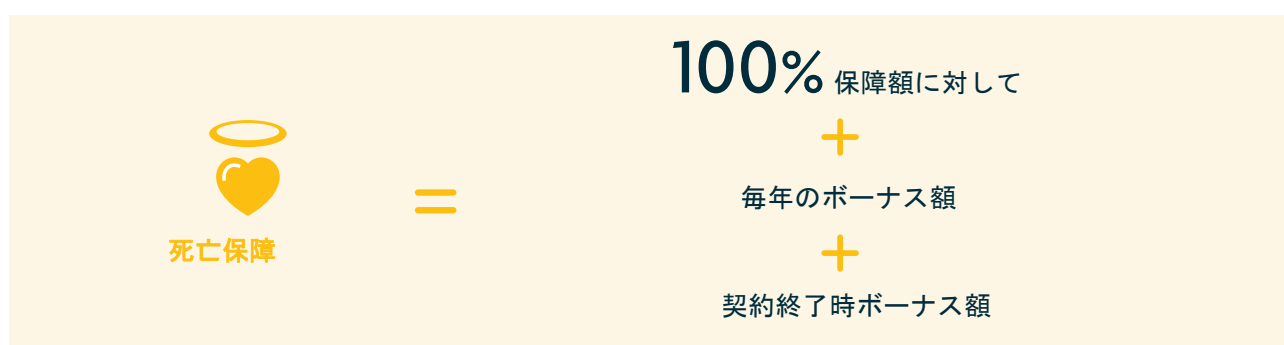 死亡保障
=
100% 保障額に対して
+
毎年のボーナス額
+
契約終了時ボーナス額